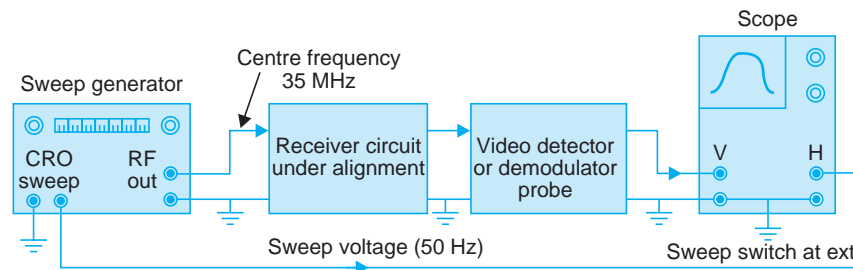 Scope
Centre frequency
35 MHz
Sweep generator
CRO
sweep
RF
out
Receiver circuit
under alignment
Video detector
or demodulator
probe
V
H
Sweep voltage (50 Hz)
Sweep switch at ext